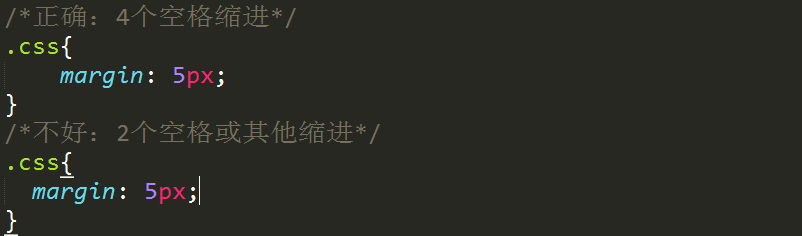 /*正确：4个空格缩进*/
.css{
    margin: 5px;
}
/*不好：2个空格或其他缩进*/
.css{
  margin: 5px;
}